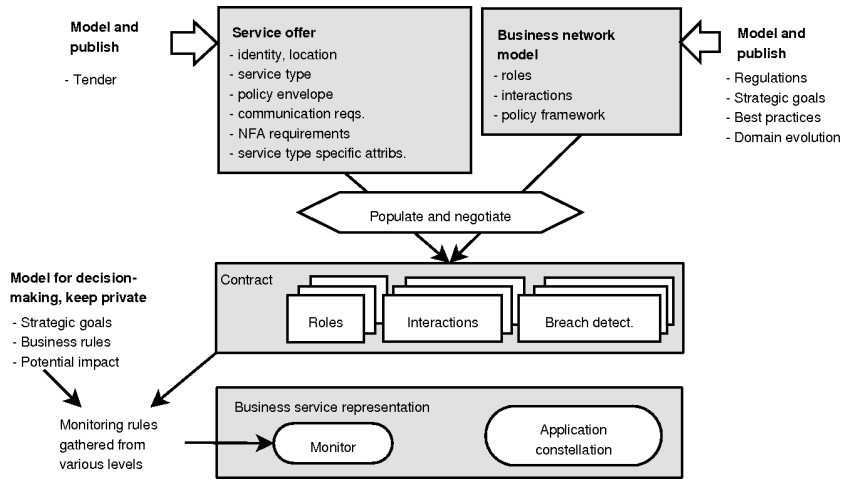 Model and
publish
- Tender
Service offer
- identity, location
- service type
- policy envelope
- communication reqs.
- NFA requirements
- service type specific attribs.
Business network
model
- roles
- interactions
- policy framework
Model and
publish
- Regulations
- Strategic goals
- Best practices
- Domain evolution
Populate and negotiate
Contract
Roles
Interactions
Breach detect.
Model for decision-
making, keep private
- Strategic goals
- Business rules
- Potential impact
Monitoring rules
gathered from
various levels
Business service representation
Monitor
Application
constellation